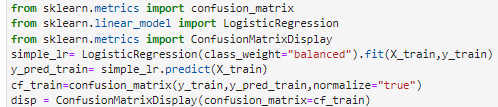 from sklearn.metrics import confusion_matrix
from sklearn.linear_model import LogisticRegression
from sklearn.metrics import ConfusionMatrixDisplay
simple_lr= LogisticRegression(class_weight="balanced").fit(X_train,y_train)
y_pred_train= simple_lr.predict(X_train)
cf_train=confusion_matrix(y_train,y_pred_train,normalize="true")
disp = ConfusionMatrixDisplay(confusion_matrix=cf_train)